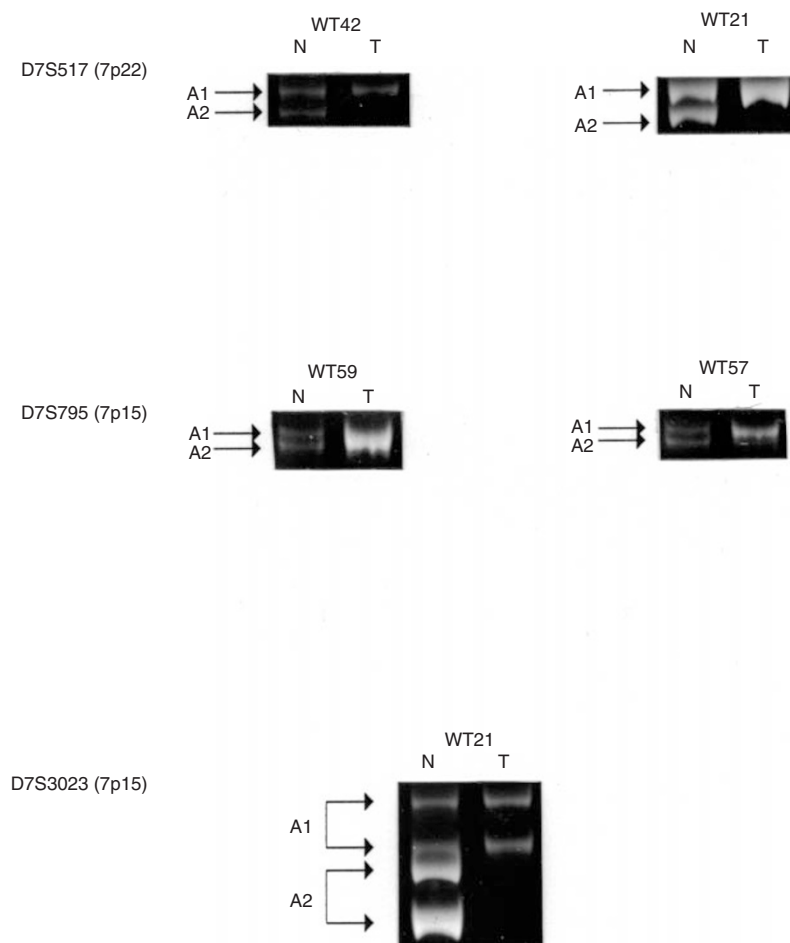 WT42
N T
D7S517 (7p22)
A1
A2
WT21
N T
A1
A2
WT59
N T
D7S795 (7p15)
A1
A2
WT57
N T
A1
A2
WT21
N T
D7S3023 (7p15)
A1
A2